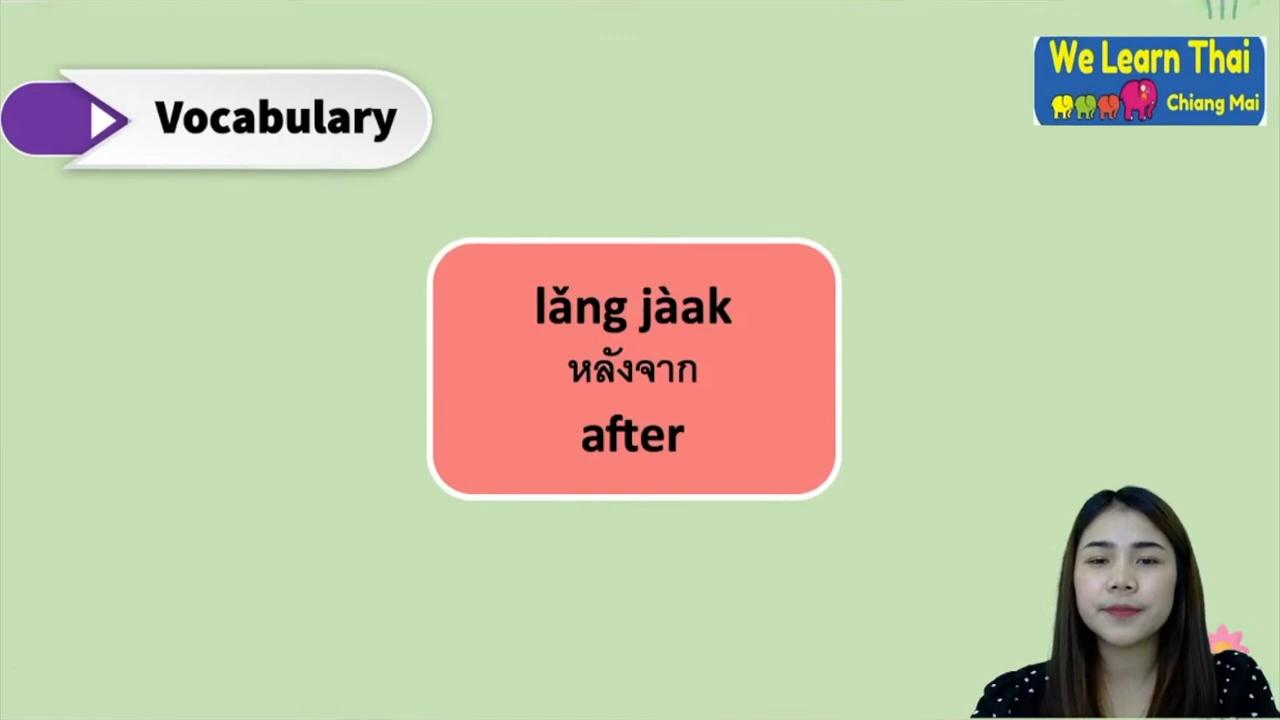 We Learn Thai
Chiang Mai
Vocabulary
lǎng jàak
หลังจาก
after